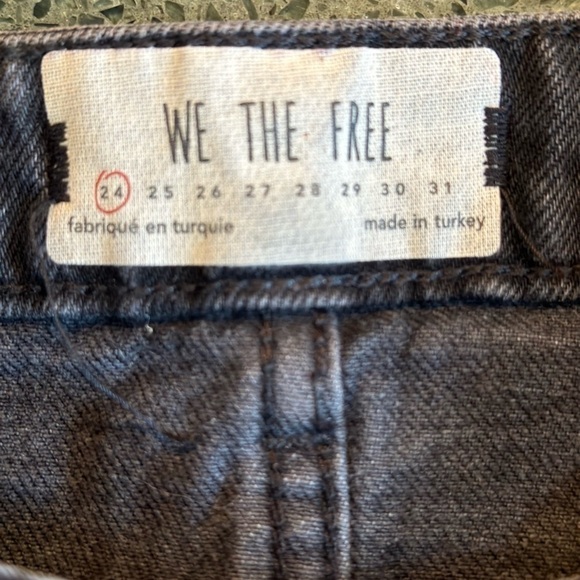 WE THE FREE
24 25 26 27 28 29 30 31
fabriqué en turquie made in turkey